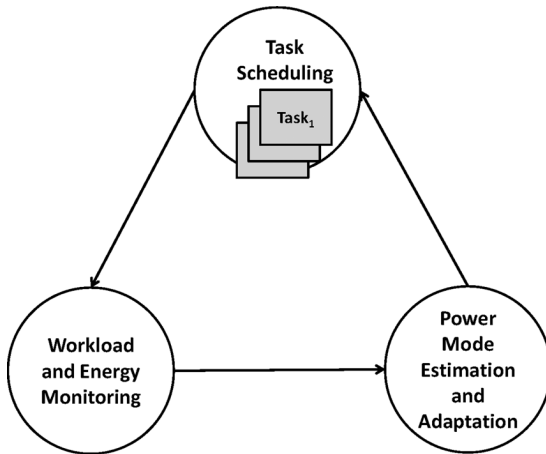 Task
Scheduling
Task₁
Workload
and Energy
Monitoring
Power
Mode
Estimation
and
Adaptation